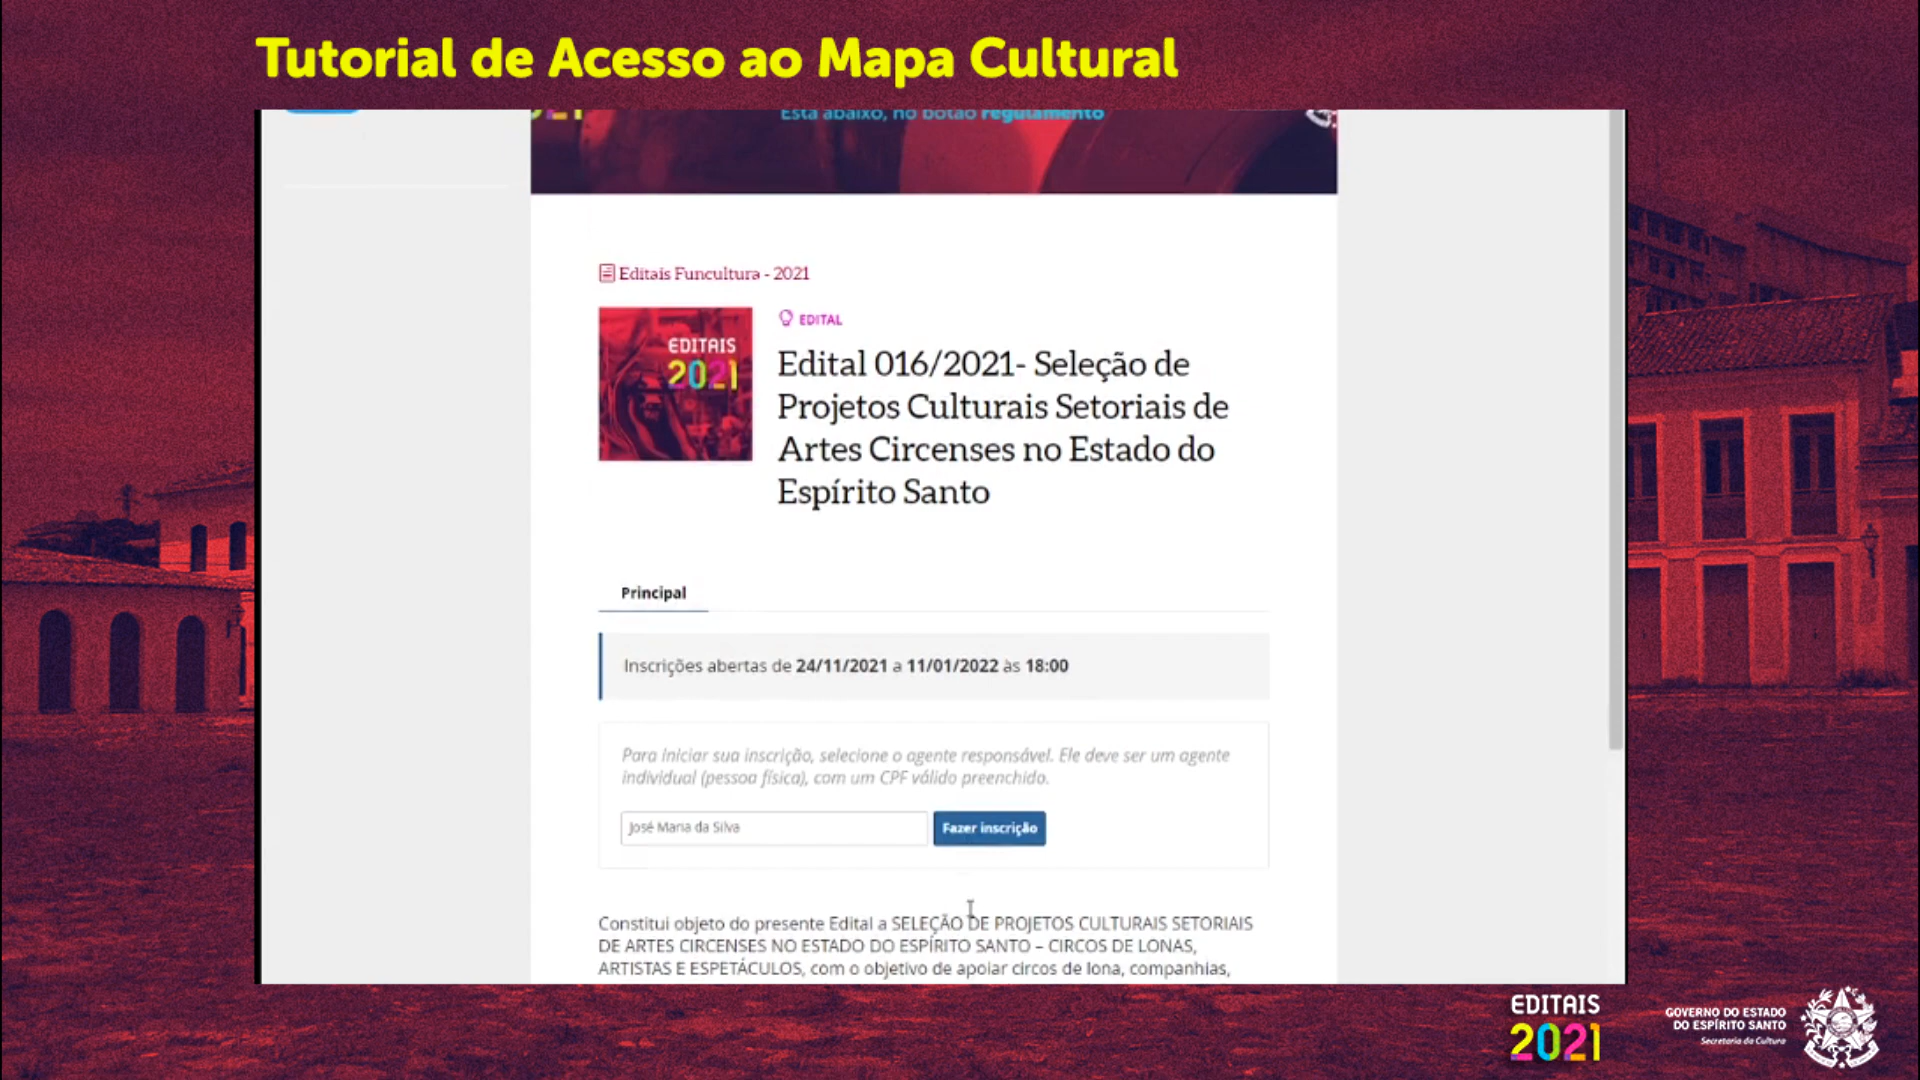 Tutorial de Acesso ao Mapa Cultural
Está abaixo, no botão regulamento
Editais Funcultura - 2021
EDITAIS
2021
EDITAL
Edital 016/2021- Seleção de
Projetos Culturais Setoriais de
Artes Circenses no Estado do
Espírito Santo
Principal
Inscrições abertas de 24/11/2021 a 11/01/2022 às 18:00
Para iniciar sua inscrição, selecione o agente responsável. Ele deve ser um agente
individual (pessoa física), com um CPF válido preenchido.
José Maria da Silva
Fazer inscrição
Constitui objeto do presente Edital a SELEÇÃO DE PROJETOS CULTURAIS SETORIAIS
DE ARTES CIRCENSES NO ESTADO DO ESPÍRITO SANTO – CIRCOS DE LONAS,
ARTISTAS E ESPETÁCULOS, com o objetivo de apoiar circos de lona, companhias,
EDITAIS
2021
GOVERNO DO ESTADO
DO ESPÍRITO SANTO
Secretaria da Cultura